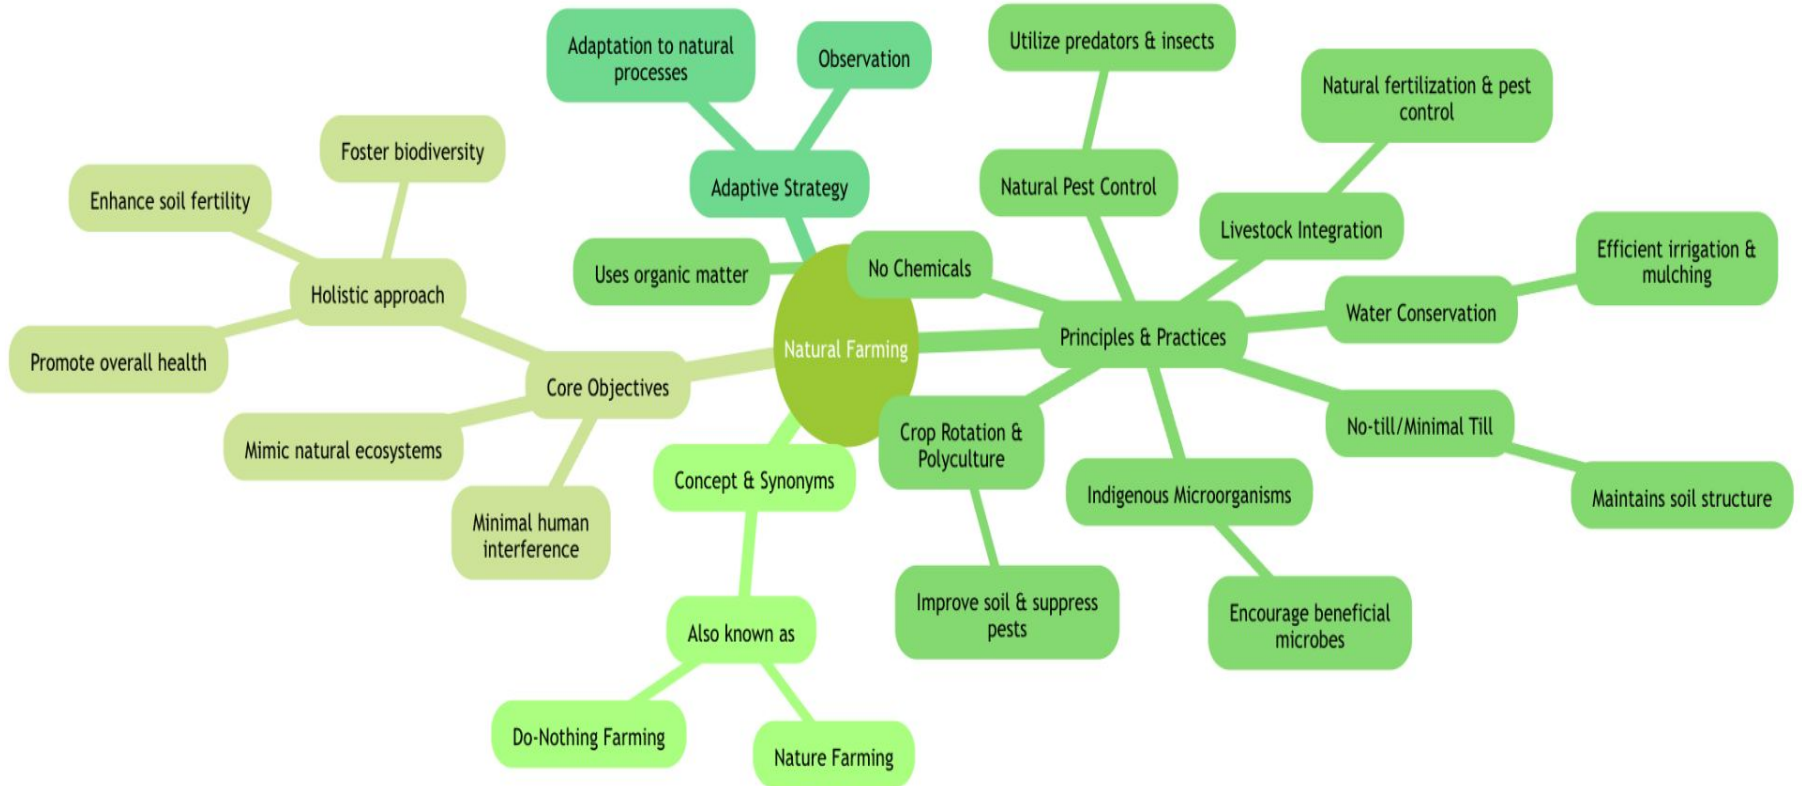 Natural Farming
Adaptive Strategy
Adaptation to natural
processes
Observation
Principles & Practices
No Chemicals
Uses organic matter
Natural Pest Control
Utilize predators & insects
Livestock Integration
Natural fertilization & pest
control
Water Conservation
Efficient irrigation &
mulching
No-till/Minimal Till
Maintains soil structure
Indigenous Microorganisms
Encourage beneficial
microbes
Crop Rotation &
Polyculture
Improve soil & suppress
pests
Concept & Synonyms
Also known as
Do-Nothing Farming
Nature Farming
Core Objectives
Holistic approach
Foster biodiversity
Enhance soil fertility
Promote overall health
Mimic natural ecosystems
Minimal human
interference